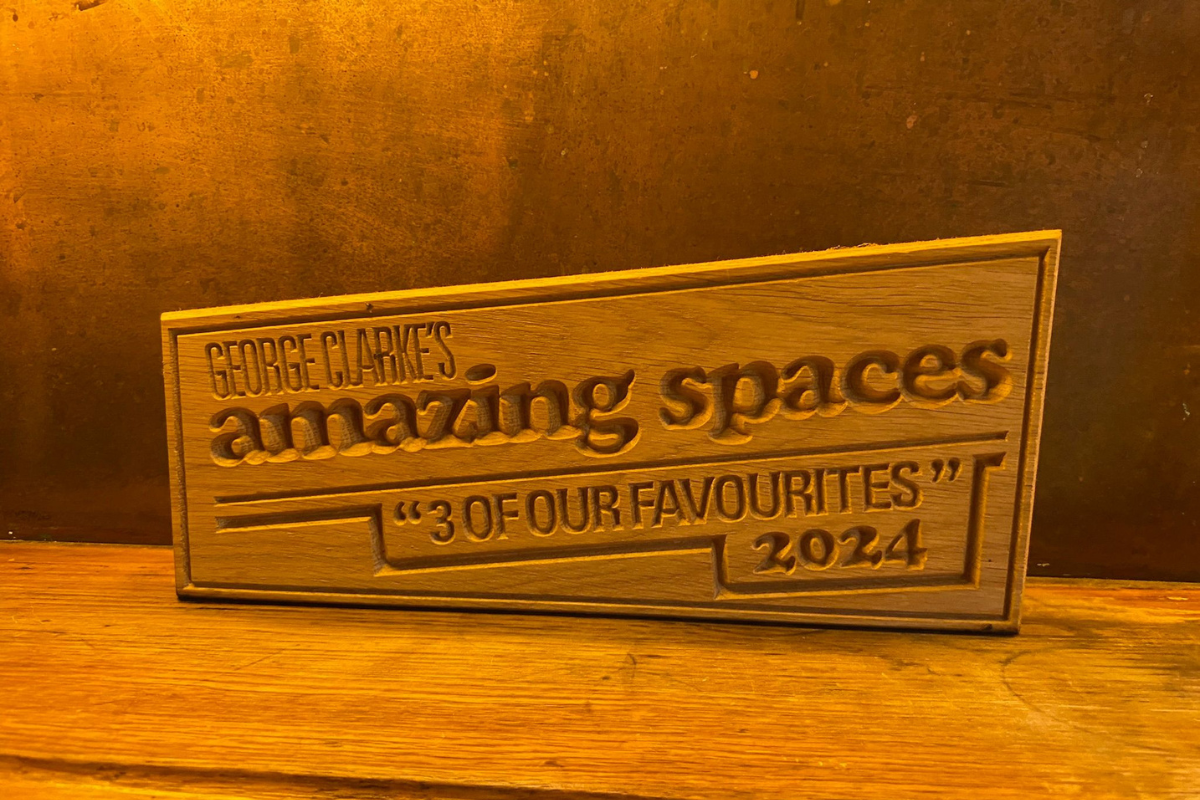 GEORGE CLARKE'S
amazing spaces
“3 OF OUR FAVOURITES”
2024